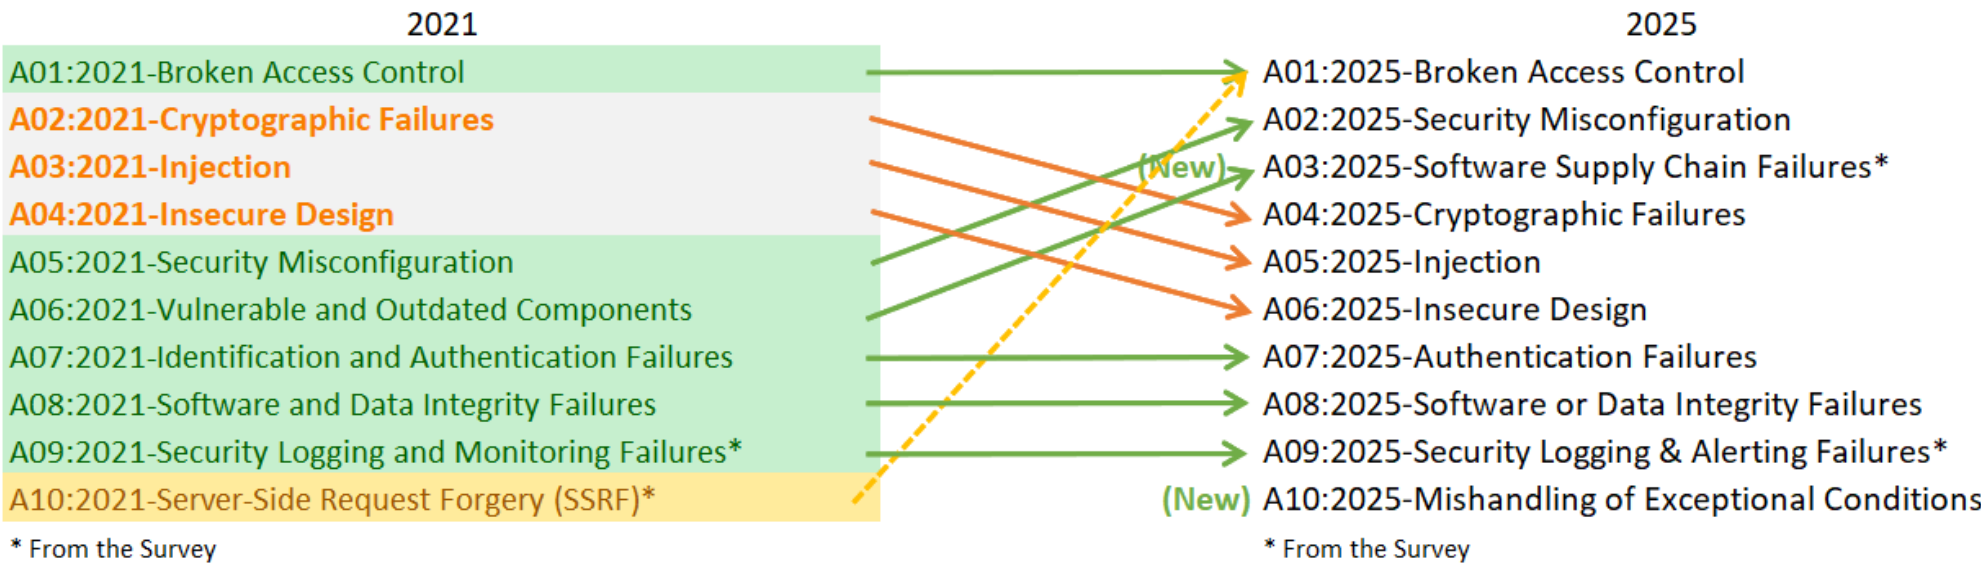 2021
A01:2021-Broken Access Control
A02:2021-Cryptographic Failures
A03:2021-Injection
A04:2021-Insecure Design
A05:2021-Security Misconfiguration
A06:2021-Vulnerable and Outdated Components
A07:2021-Identification and Authentication Failures
A08:2021-Software and Data Integrity Failures
A09:2021-Security Logging and Monitoring Failures*
A10:2021-Server-Side Request Forgery (SSRF)*
* From the Survey
2025
A01:2025-Broken Access Control
A02:2025-Security Misconfiguration
(New) A03:2025-Software Supply Chain Failures*
A04:2025-Cryptographic Failures
A05:2025-Injection
A06:2025-Insecure Design
A07:2025-Authentication Failures
A08:2025-Software or Data Integrity Failures
A09:2025-Security Logging & Alerting Failures*
(New) A10:2025-Mishandling of Exceptional Conditions
* From the Survey